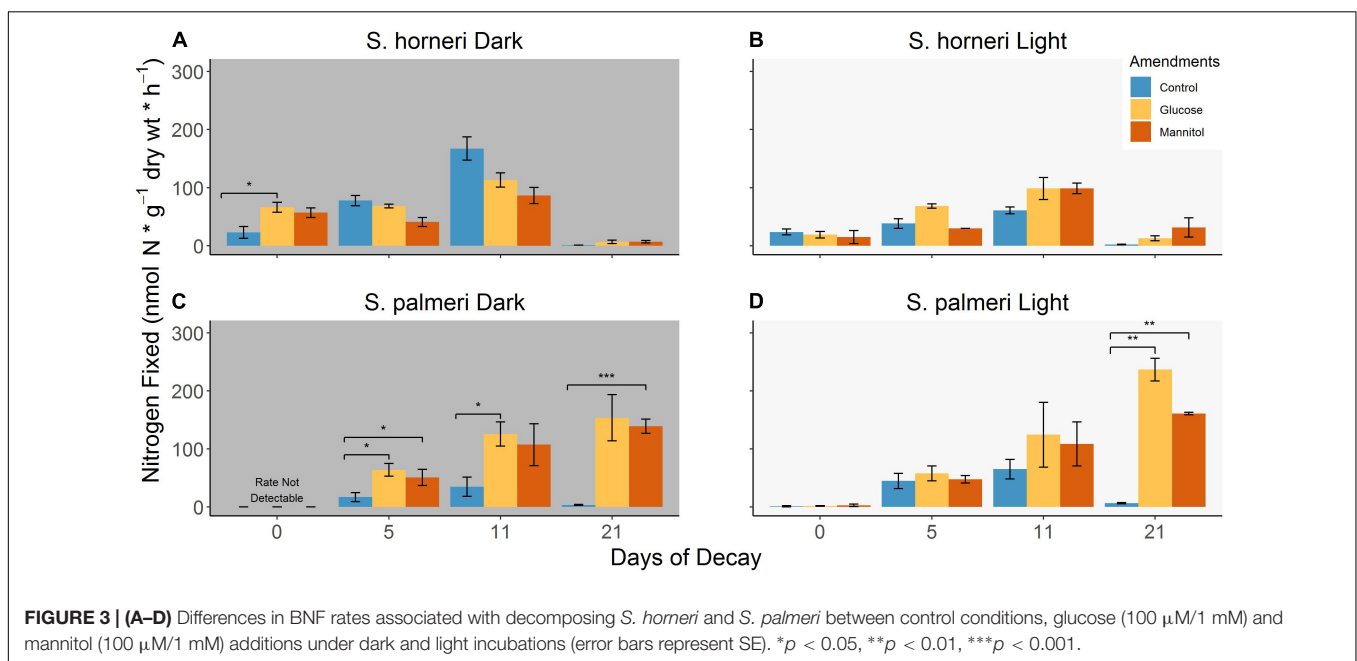 A
S. horneri Dark
B
S. horneri Light
Amendments
Control
Glucose
Mannitol
Nitrogen Fixed (nmol N * g⁻¹ dry wt * h⁻¹)
300
200
100
0
*
C
S. palmeri Dark
D
S. palmeri Light
300
200
100
0
Rate Not
Detectable
*
*
*
***
**
**
0 5 11 21
0 5 11 21
Days of Decay
FIGURE 3 | (A–D) Differences in BNF rates associated with decomposing S. horneri and S. palmeri between control conditions, glucose (100 μM/1 mM) and
mannitol (100 μM/1 mM) additions under dark and light incubations (error bars represent SE). *p < 0.05, **p < 0.01, ***p < 0.001.